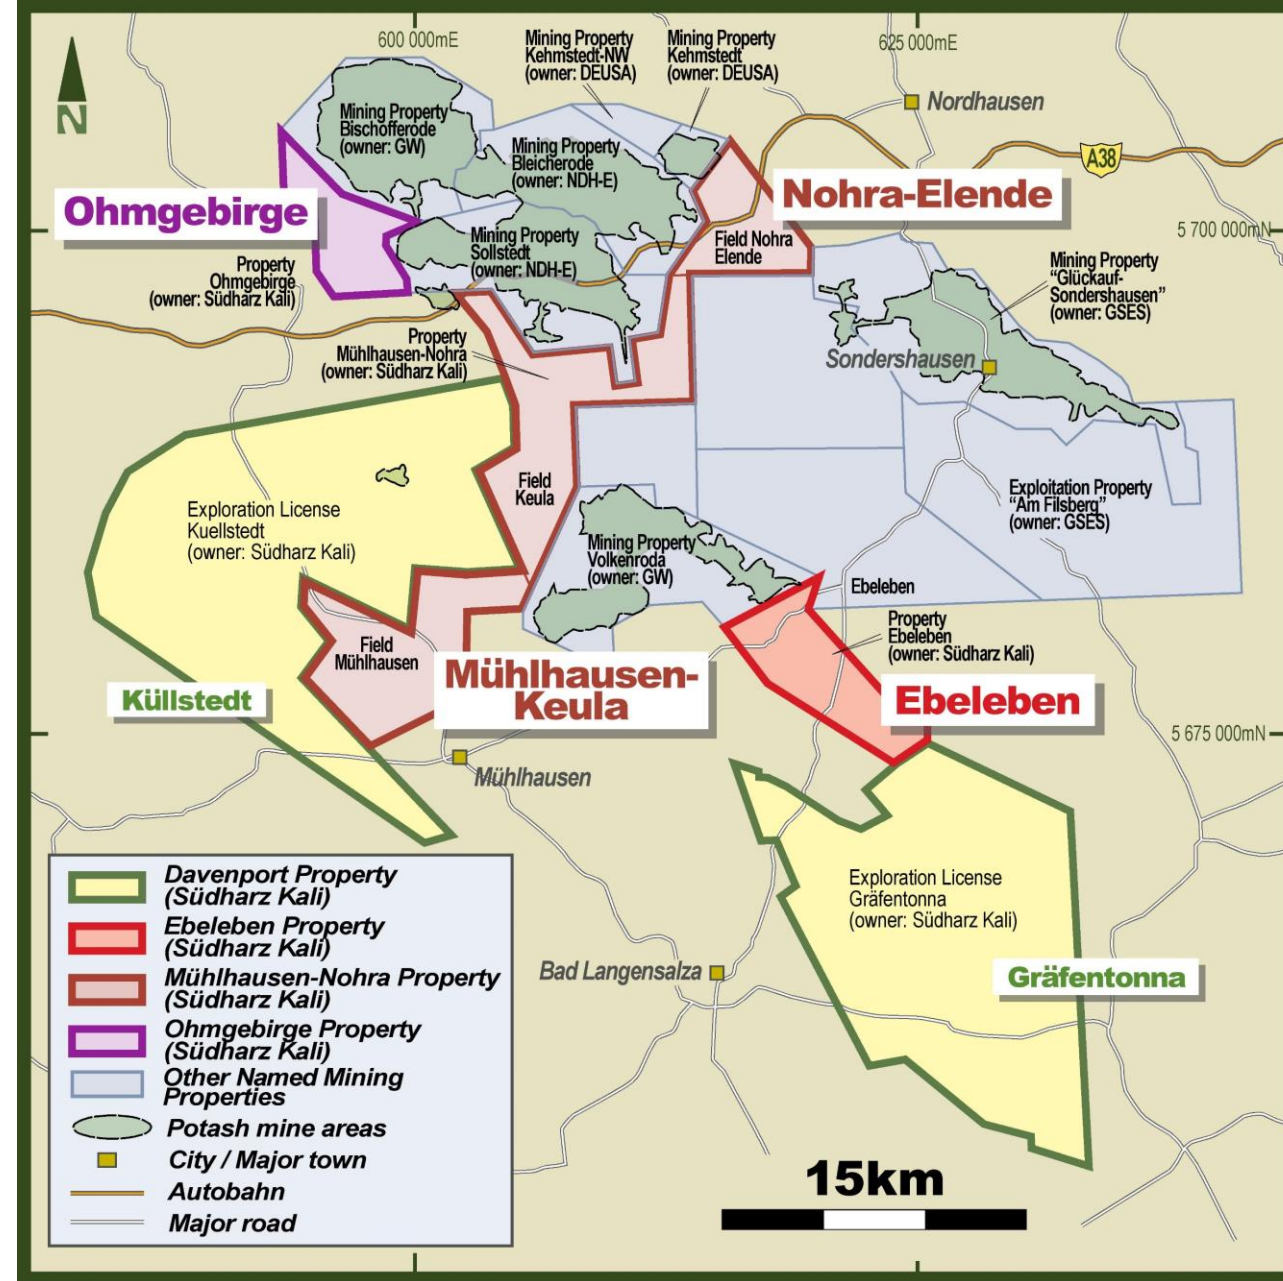 600 000mE
625 000mE
Mining Property
Kehmstedt-NW
(owner: DEUSA)
Mining Property
Kehmstedt
(owner: DEUSA)
N
Nordhausen
Mining Property
Bischofferode
(owner: GW)
Mining Property
Bleicherode
(owner: NDH-E)
A38
Ohmgebirge
Nohra-Elende
5 700 000mN
Mining Property
Sollstedt
(owner: NDH-E)
Field Nohra
Elende
Property
Ohmgebirge
(owner: Südharz Kali)
Mining Property
"Glückauf-
Sondershausen"
(owner: GSES)
Property
Mühlhausen-Nohra
(owner: Südharz Kali)
Sondershausen
Field
Keula
Exploration License
Kuellstedt
(owner: Südharz Kali)
Exploitation Property
"Am Filsberg"
(owner: GSES)
Mining Property
Volkenroda
(owner: GW)
Ebeleben
Property
Ebeleben
(owner: Südharz Kali)
Field
Mühlhausen
Küllstedt
Mühlhausen-
Keula
Ebeleben
5 675 000mN
Mühlhausen
Exploration License
Gräfentonna
(owner: Südharz Kali)
Bad Langensalza
Gräfentonna
Davenport Property
(Südharz Kali)
Ebeleben Property
(Südharz Kali)
Mühlhausen-Nohra Property
(Südharz Kali)
Ohmgebirge Property
(Südharz Kali)
Other Named Mining
Properties
Potash mine areas
City / Major town
Autobahn
Major road
15km